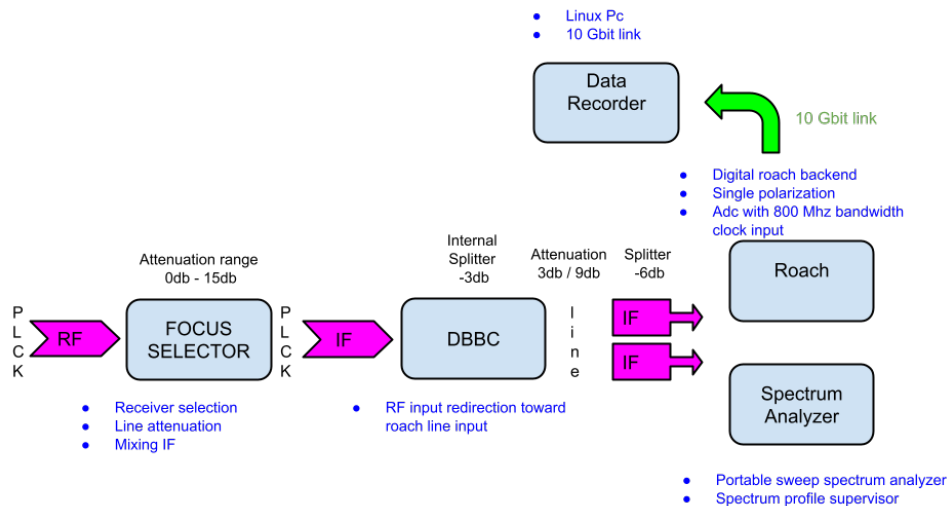 Linux Pc
10 Gbit link
Data
Recorder
10 Gbit link
Digital roach backend
Single polarization
Adc with 800 Mhz bandwidth
clock input
Attenuation range
0db - 15db
Internal
Splitter
-3db
Attenuation
3db / 9db
Splitter
-6db
Roach
PLCK
RF
FOCUS
SELECTOR
PLCK
IF
DBBC
line
IF
IF
Spectrum
Analyzer
Receiver selection
Line attenuation
Mixing IF
RF input redirection toward
roach line input
Portable sweep spectrum analyzer
Spectrum profile supervisor